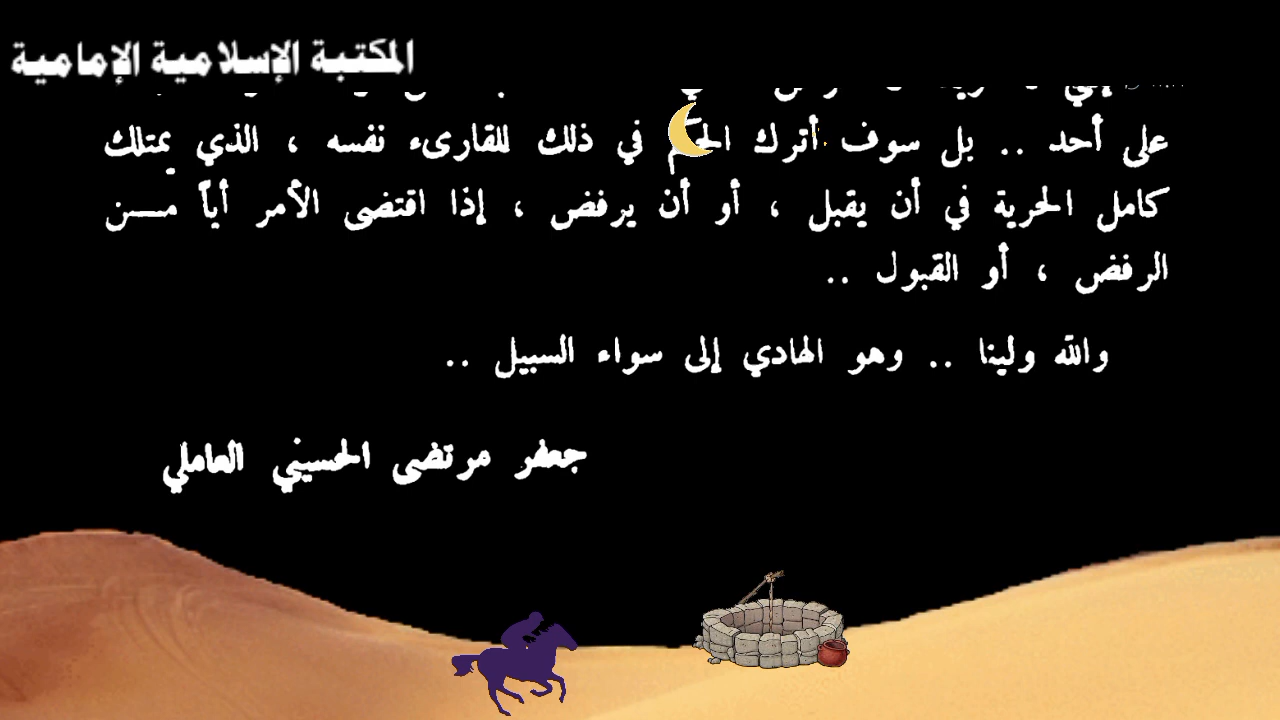 المكتبة الإسلامية الإمامية
على أحد .. بل سوف أترك الحكم في ذلك للقارىء نفسه ، الذي يمتلك
كامل الحرية في أن يقبل ، أو أن يرفض ، إذا اقتضى الأمر أياً مـــن
الرفض ، أو القبول ..
والله ولينا .. وهو الهادي إلى سواء السبيل ..
جعفر مرتضى الحسيني العاملي